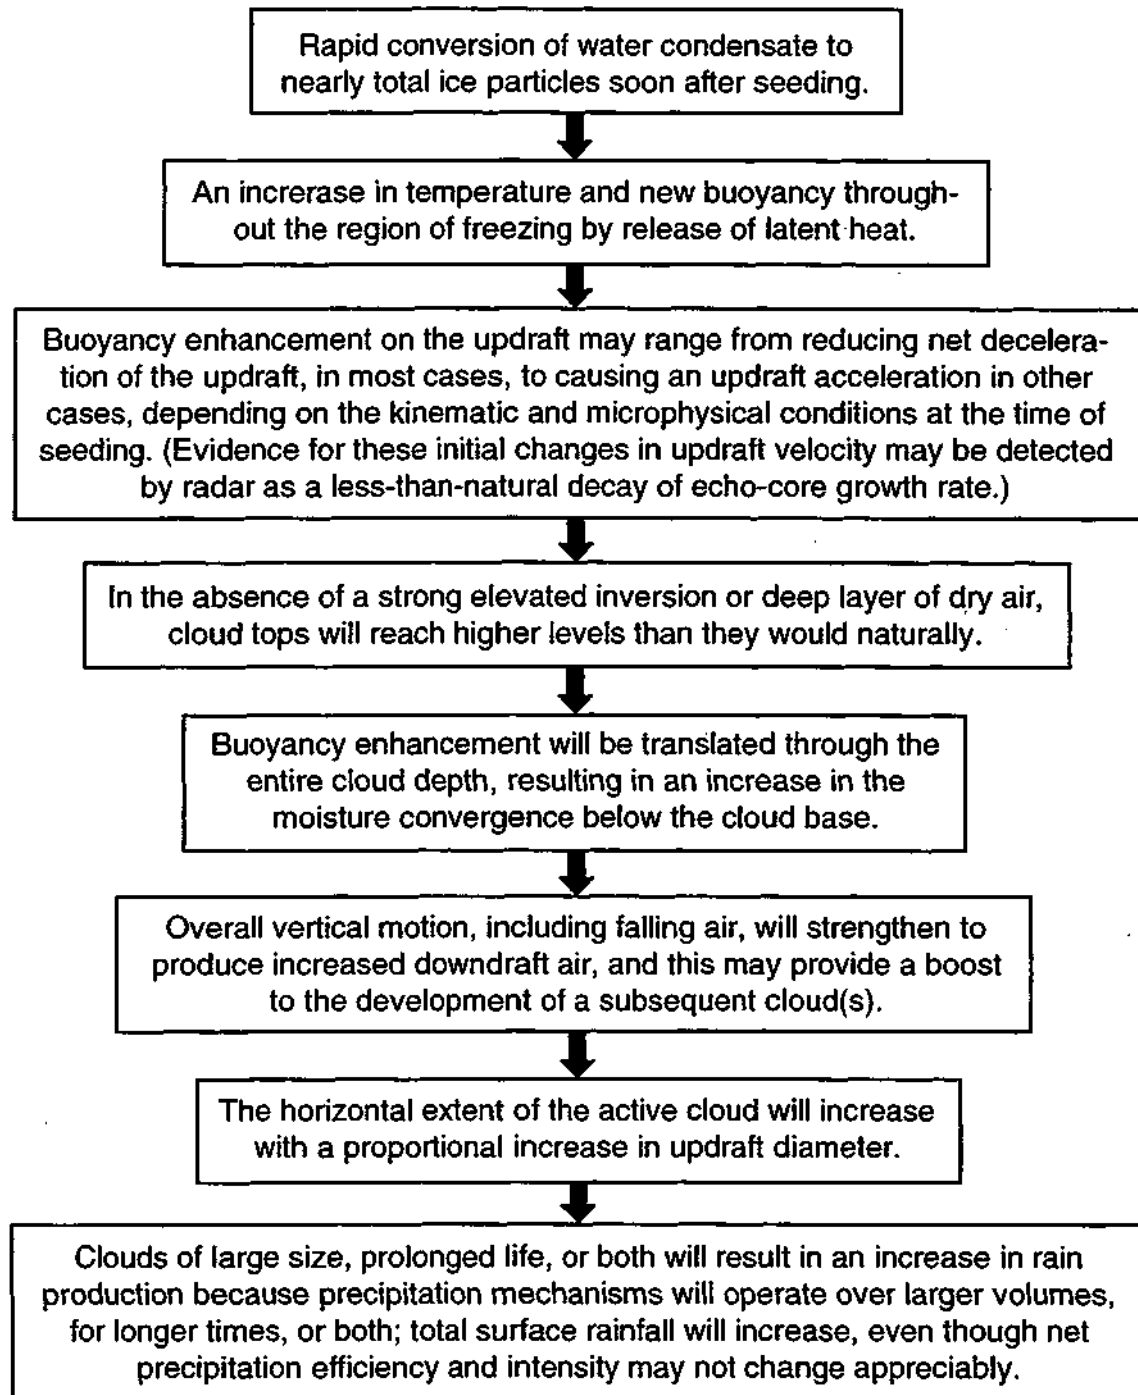 Rapid conversion of water condensate to
nearly total ice particles soon after seeding.
An increrase in temperature and new buoyancy through-
out the region of freezing by release of latent heat.
Buoyancy enhancement on the updraft may range from reducing net decelera-
tion of the updraft, in most cases, to causing an updraft acceleration in other
cases, depending on the kinematic and microphysical conditions at the time of
seeding. (Evidence for these initial changes in updraft velocity may be detected
by radar as a less-than-natural decay of echo-core growth rate.)
In the absence of a strong elevated inversion or deep layer of dry air,
cloud tops will reach higher levels than they would naturally.
Buoyancy enhancement will be translated through the
entire cloud depth, resulting in an increase in the
moisture convergence below the cloud base.
Overall vertical motion, including falling air, will strengthen to
produce increased downdraft air, and this may provide a boost
to the development of a subsequent cloud(s).
The horizontal extent of the active cloud will increase
with a proportional increase in updraft diameter.
Clouds of large size, prolonged life, or both will result in an increase in rain
production because precipitation mechanisms will operate over larger volumes,
for longer times, or both; total surface rainfall will increase, even though net
precipitation efficiency and intensity may not change appreciably.